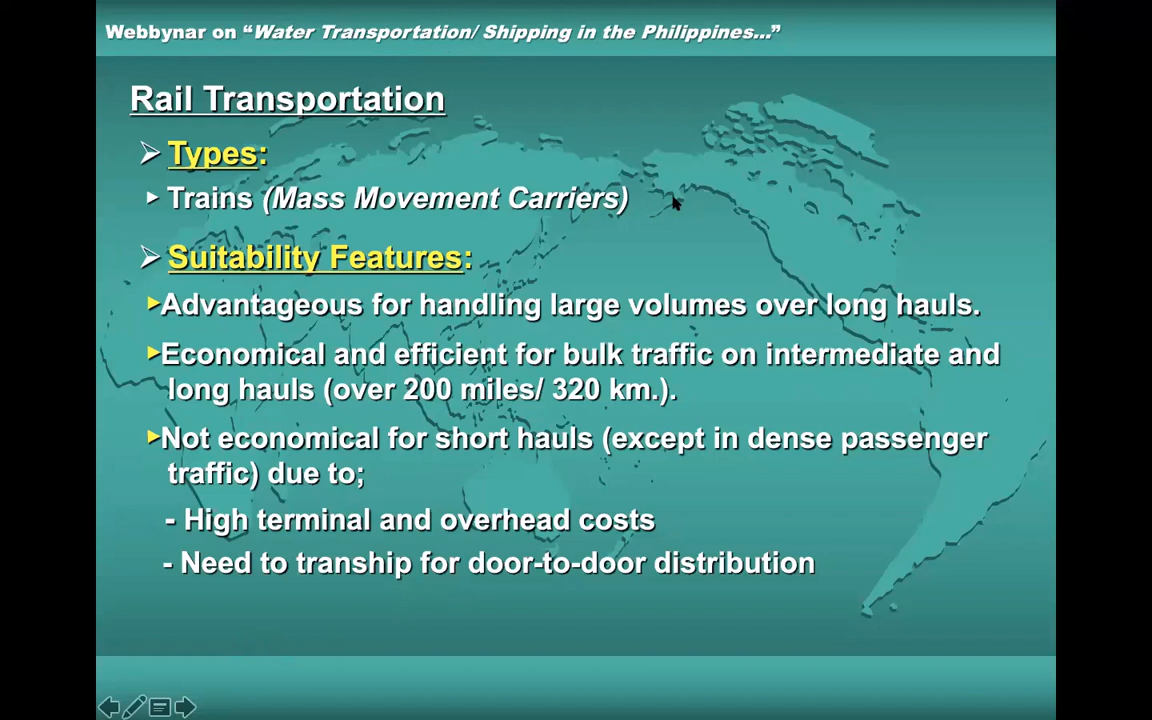 Webbynar on “Water Transportation/ Shipping in the Philippines…”
Rail Transportation
Types:
Trains (Mass Movement Carriers)
Suitability Features:
Advantageous for handling large volumes over long hauls.
Economical and efficient for bulk traffic on intermediate and
long hauls (over 200 miles/ 320 km.).
Not economical for short hauls (except in dense passenger
traffic) due to;
- High terminal and overhead costs
- Need to tranship for door-to-door distribution